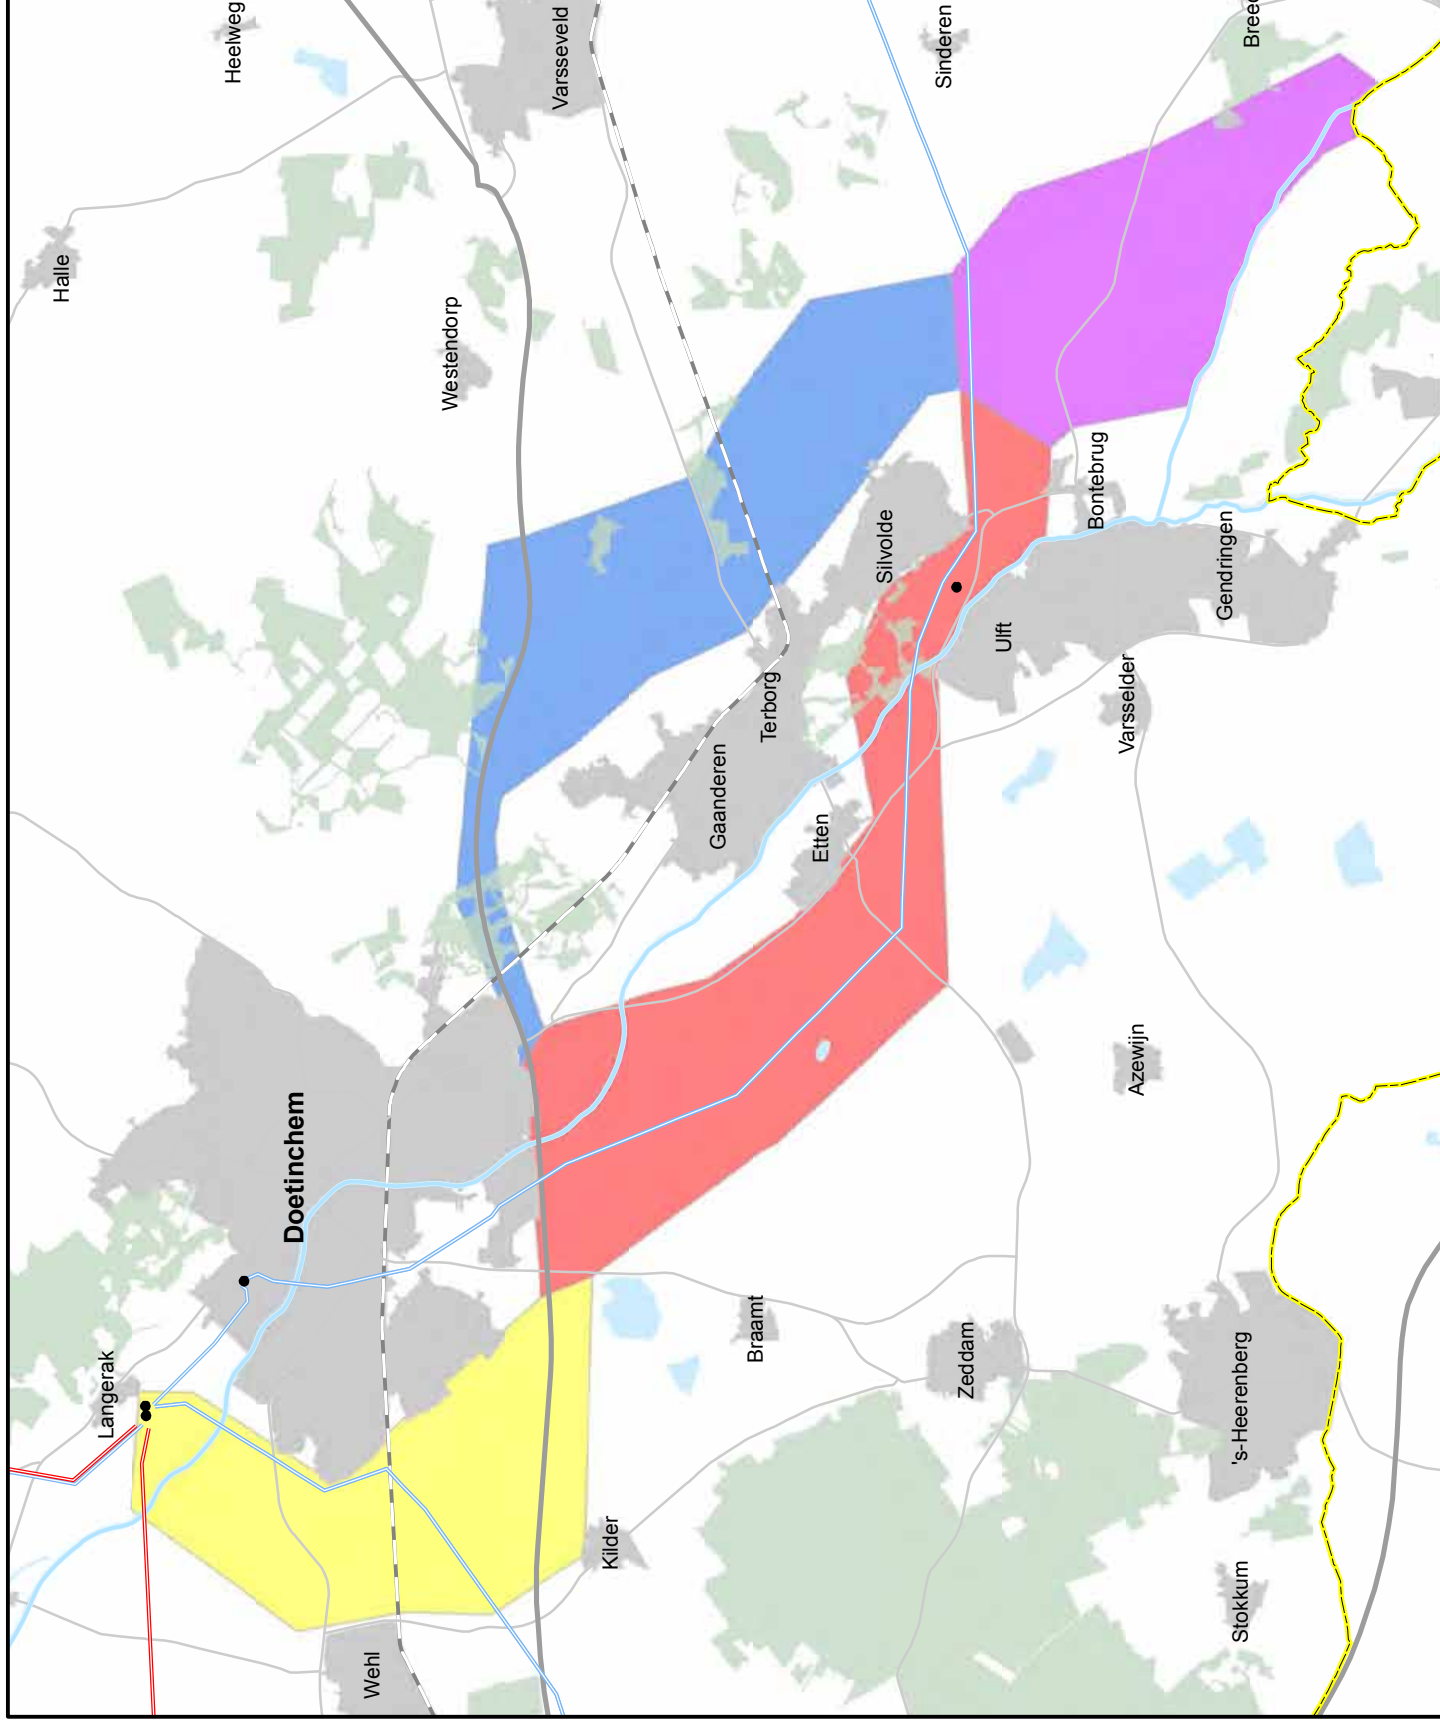 Heelweg
Varsseveld
Sinderen
Halle
Westendorp
Silvolde
Bontebrug
Gendringen
Ulft
Terborg
Varsselder
Gaanderen
Etten
Azewijn
Doetinchem
Langerak
Braamt
Zeddam
's-Heerenberg
Kilder
Stokkum
Wehl